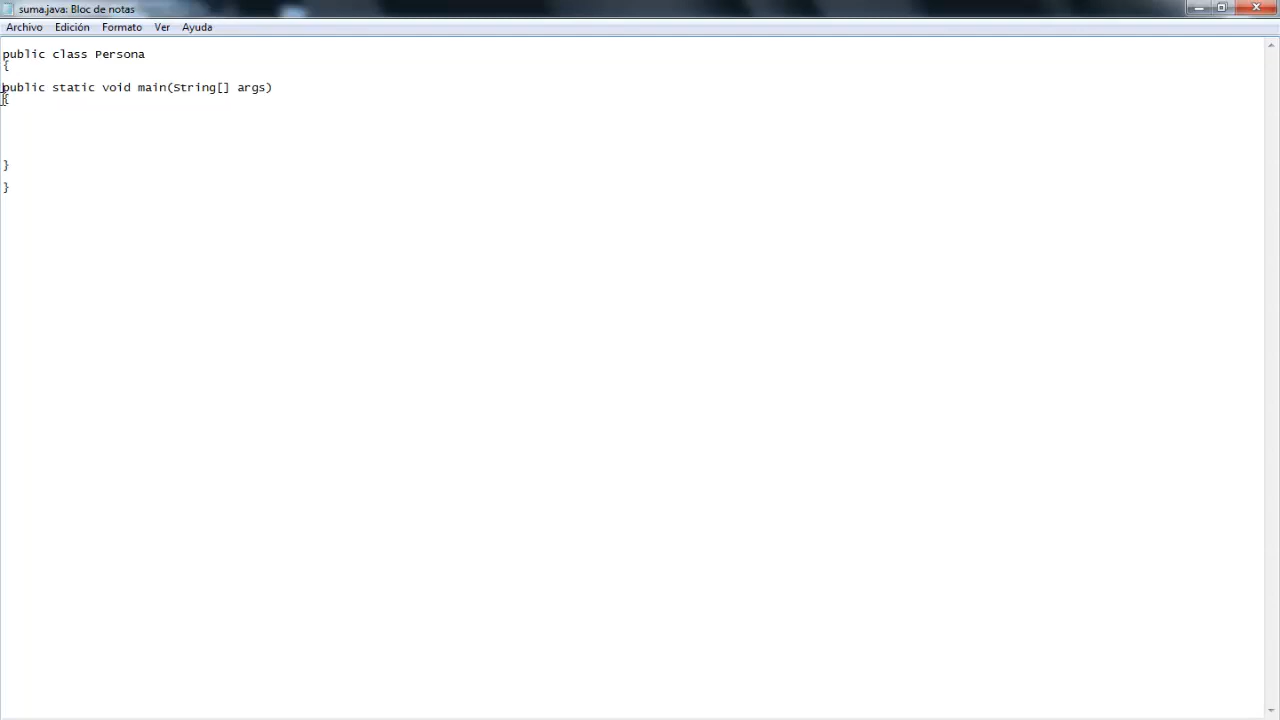 suma.java: Bloc de notas
Archivo Edición Formato Ver Ayuda
public class Persona
{
public static void main(String[] args)
{
}
}